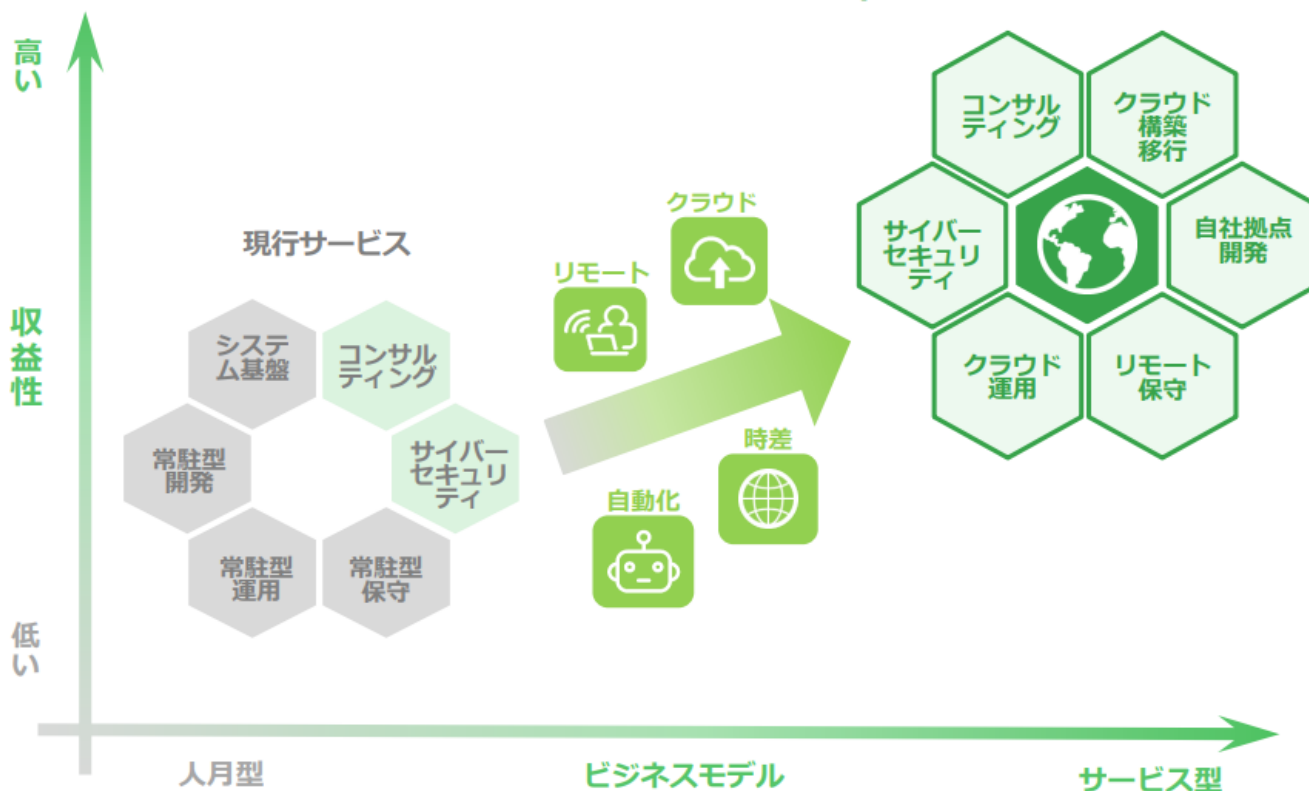 高い
収益性
低い
現行サービス
システ
ム基盤
コンサル
ティング
常駐型
開発
サイバー
セキュリ
ティ
常駐型
運用
常駐型
保守
クラウド
リモート
時差
自動化
コンサル
ティング
クラウド
構築
移行
サイバー
セキュリ
ティ
自社拠点
開発
クラウド
運用
リモート
保守
人月型
ビジネスモデル
サービス型